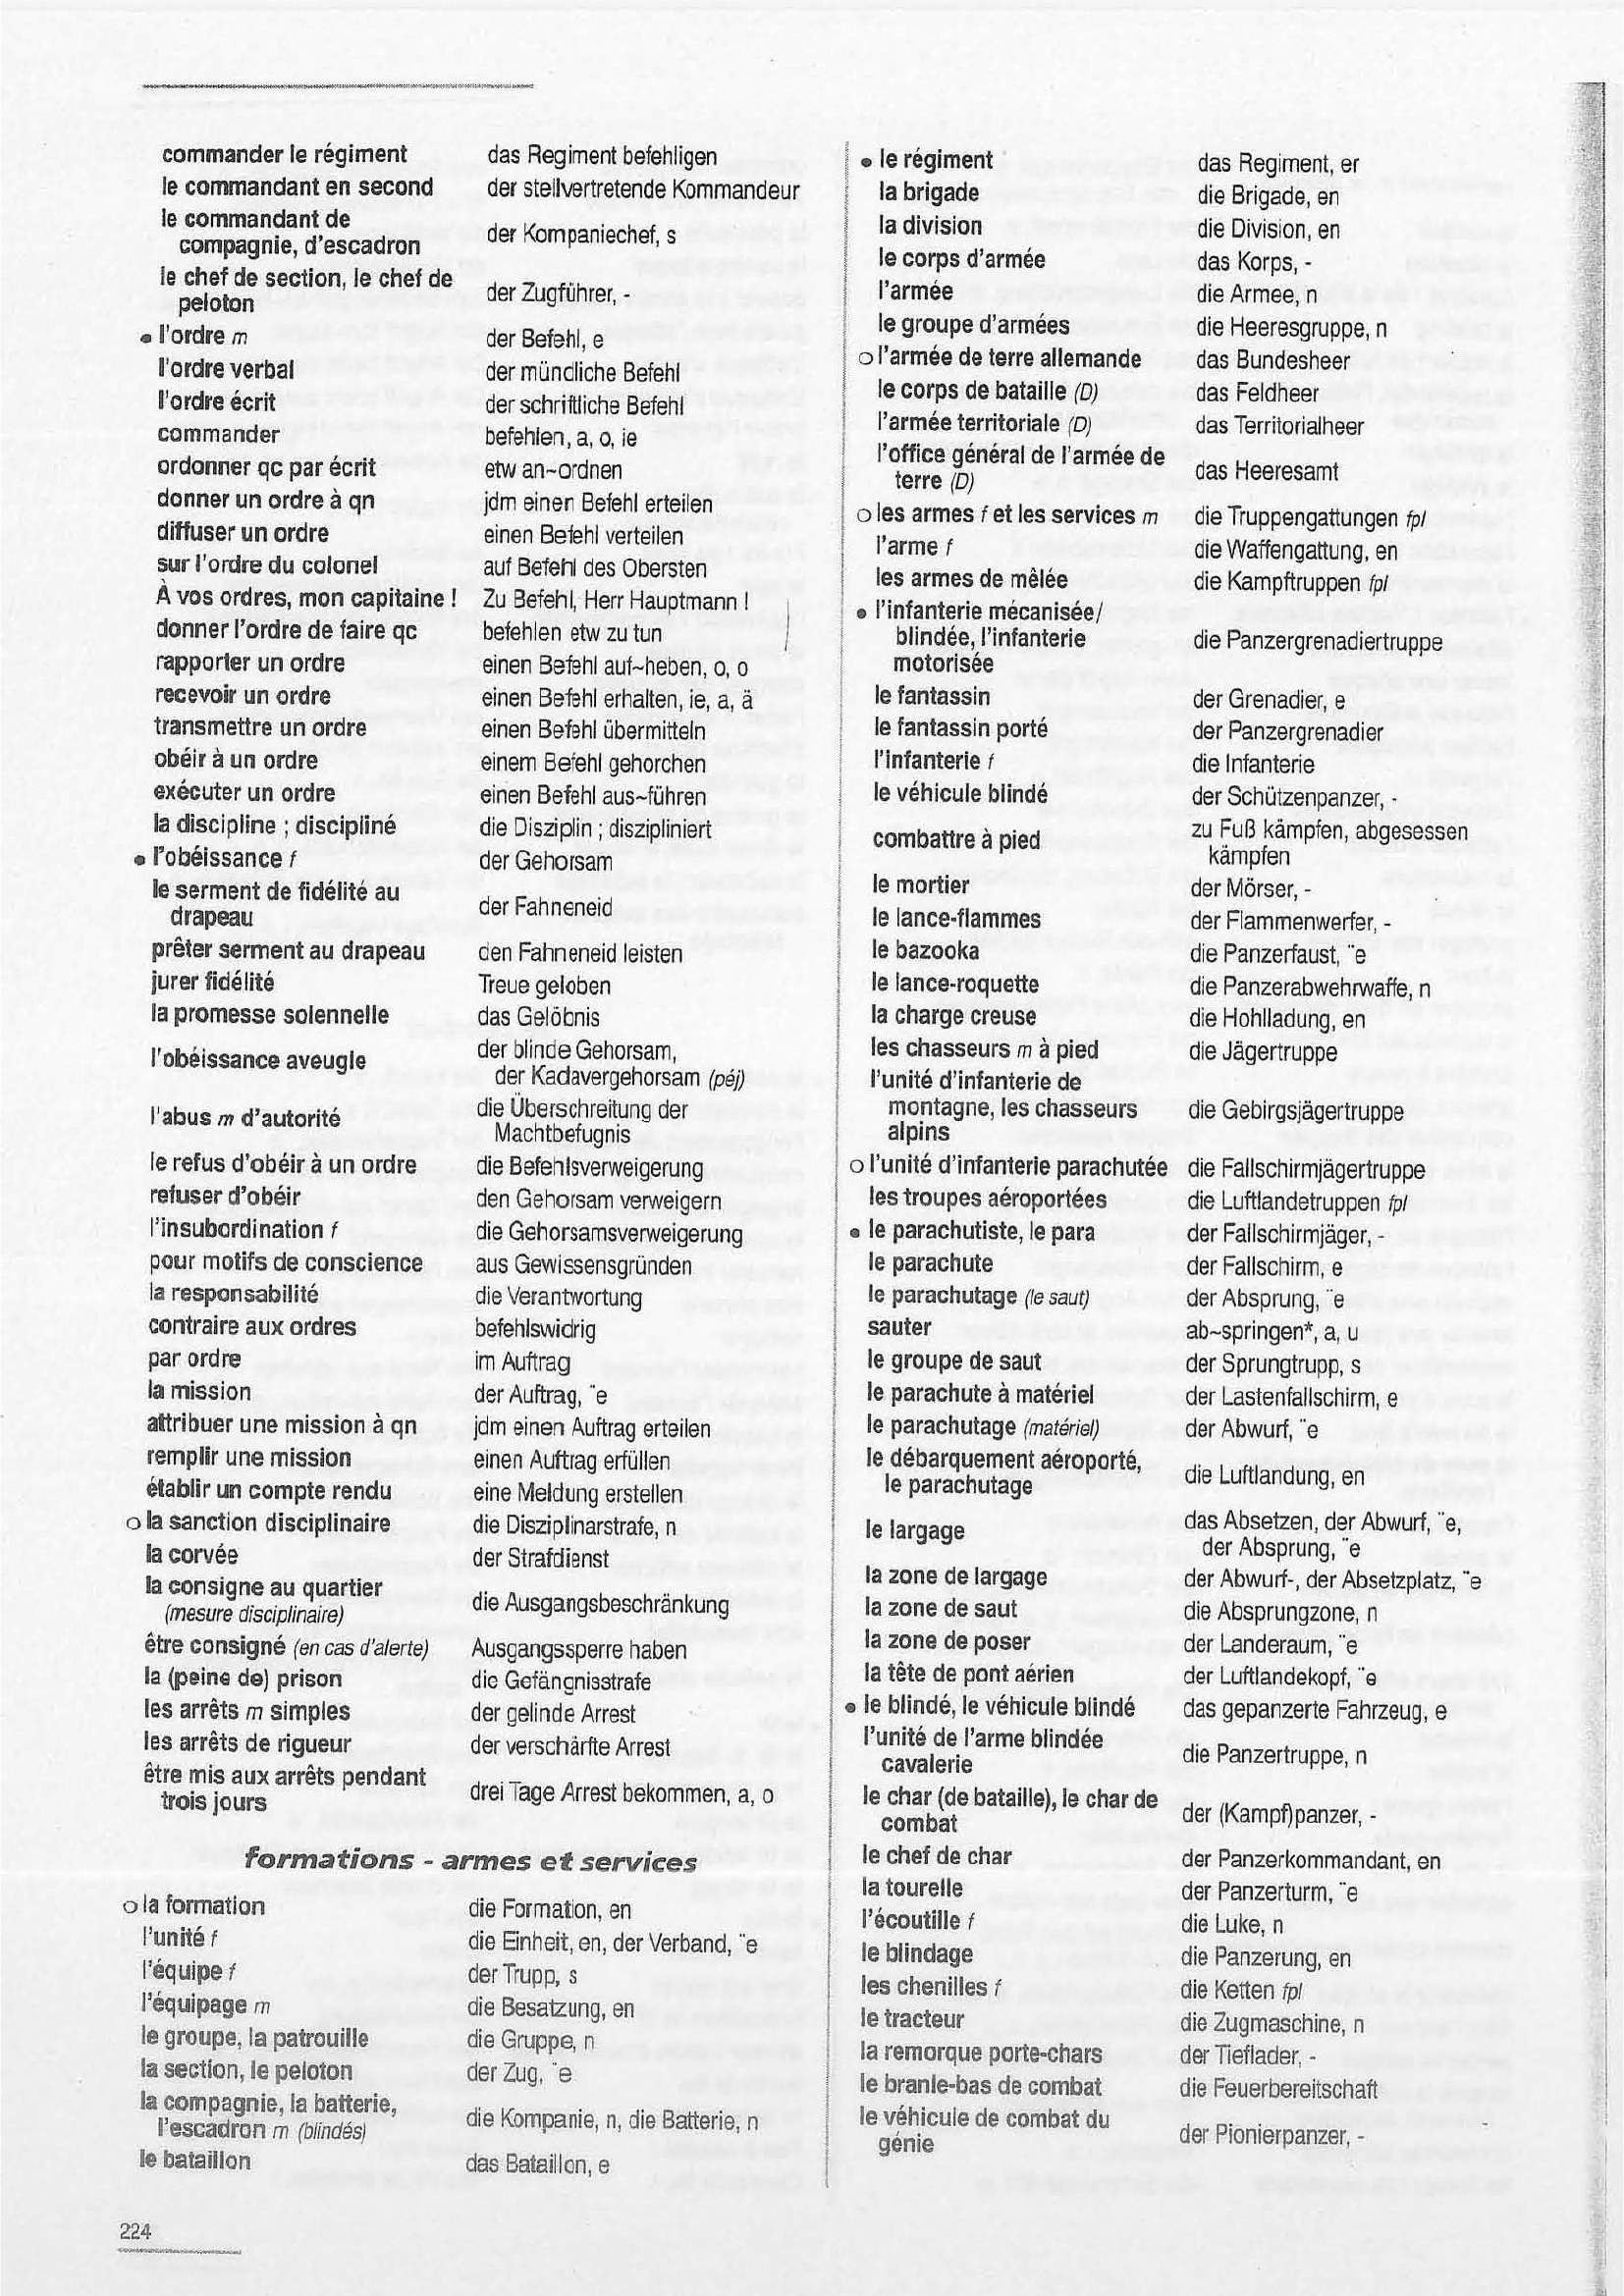 commander le régiment das Regiment befehligen
le commandant en second der stellvertretende Kommandeur
le commandant de
compagnie, d'escadron der Kompaniechef, s
le chef de section, le chef de
peloton der Zugführer, -
● l'ordre m der Befehl, e
l'ordre verbal der mündliche Befehl
l'ordre écrit der schriftliche Befehl
commander befehlen, a, o, ie
ordonner qc par écrit etw an~ordnen
donner un ordre à qn jdm einen Befehl erteilen
diffuser un ordre einen Befehl verteilen
sur l'ordre du colonel auf Befehl des Obersten
À vos ordres, mon capitaine ! Zu Befehl, Herr Hauptmann !
donner l'ordre de faire qc befehlen etw zu tun
rapporter un ordre einen Befehl auf~heben, o, o
recevoir un ordre einen Befehl erhalten, ie, a, ä
transmettre un ordre einen Befehl übermitteln
obéir à un ordre einem Befehl gehorchen
exécuter un ordre einen Befehl aus~führen
la discipline ; discipliné die Disziplin ; diszipliniert
● l'obéissance f der Gehorsam
le serment de fidélité au
drapeau der Fahneneid
prêter serment au drapeau den Fahneneid leisten
jurer fidélité Treue geloben
la promesse solennelle das Gelöbnis
l'obéissance aveugle der blinde Gehorsam,
der Kadavergehorsam (péj)
l'abus m d'autorité die Überschreitung der
Machtbefugnis
le refus d'obéir à un ordre die Befehlsverweigerung
refuser d'obéir den Gehorsam verweigern
l'insubordination f die Gehorsamsverweigerung
pour motifs de conscience aus Gewissensgründen
la responsabilité die Verantwortung
contraire aux ordres befehlswidrig
par ordre im Auftrag
la mission der Auftrag, ¨e
attribuer une mission à qn jdm einen Auftrag erteilen
remplir une mission einen Auftrag erfüllen
établir un compte rendu eine Meldung erstellen
○ la sanction disciplinaire die Disziplinarstrafe, n
la corvée der Strafdienst
la consigne au quartier
(mesure disciplinaire) die Ausgangsbeschränkung
être consigné (en cas d'alerte) Ausgangssperre haben
la (peine de) prison die Gefängnisstrafe
les arrêts m simples der gelinde Arrest
les arrêts de rigueur der verschärfte Arrest
être mis aux arrêts pendant
trois jours drei Tage Arrest bekommen, a, o
formations - armes et services
○ la formation die Formation, en
l'unité f die Einheit, en, der Verband, ¨e
l'équipe f der Trupp, s
l'équipage m die Besatzung, en
le groupe, la patrouille die Gruppe, n
la section, le peloton der Zug, ¨e
la compagnie, la batterie,
l'escadron m (blindés) die Kompanie, n, die Batterie, n
le bataillon das Bataillon, e
● le régiment das Regiment, er
la brigade die Brigade, en
la division die Division, en
le corps d'armée das Korps, -
l'armée die Armee, n
le groupe d'armées die Heeresgruppe, n
○ l'armée de terre allemande das Bundesheer
le corps de bataille (D) das Feldheer
l'armée territoriale (D) das Territorialheer
l'office général de l'armée de
terre (D) das Heeresamt
○ les armes f et les services m die Truppengattungen fpl
l'arme f die Waffengattung, en
les armes de mêlée die Kampftruppen fpl
● l'infanterie mécanisée/
blindée, l'infanterie
motorisée die Panzergrenadiertruppe
le fantassin der Grenadier, e
le fantassin porté der Panzergrenadier
l'infanterie f die Infanterie
le véhicule blindé der Schützenpanzer, -
combattre à pied zu Fuß kämpfen, abgesessen
kämpfen
le mortier der Mörser, -
le lance-flammes der Flammenwerfer, -
le bazooka die Panzerfaust, ¨e
le lance-roquette die Panzerabwehrwaffe, n
la charge creuse die Hohlladung, en
les chasseurs m à pied die Jägertruppe
l'unité d'infanterie de
montagne, les chasseurs
alpins die Gebirgsjägertruppe
○ l'unité d'infanterie parachutée die Fallschirmjägertruppe
les troupes aéroportées die Luftlandetruppen fpl
● le parachutiste, le para der Fallschirmjäger, -
le parachute der Fallschirm, e
le parachutage (le saut) der Absprung, ¨e
sauter ab~springen*, a, u
le groupe de saut der Sprungtrupp, s
le parachute à matériel der Lastenfallschirm, e
le parachutage (matériel) der Abwurf, ¨e
le débarquement aéroporté,
le parachutage die Luftlandung, en
le largage das Absetzen, der Abwurf, ¨e,
der Absprung, ¨e
la zone de largage der Abwurf-, der Absetzplatz, ¨e
la zone de saut die Absprungzone, n
la zone de poser der Landeraum, ¨e
la tête de pont aérien der Luftlandekopf, ¨e
● le blindé, le véhicule blindé das gepanzerte Fahrzeug, e
l'unité de l'arme blindée
cavalerie die Panzertruppe, n
le char (de bataille), le char de
combat der (Kampf)panzer, -
le chef de char der Panzerkommandant, en
la tourelle der Panzerturm, ¨e
l'écoutille f die Luke, n
le blindage die Panzerung, en
les chenilles f die Ketten fpl
le tracteur die Zugmaschine, n
la remorque porte-chars der Tieflader, -
le branle-bas de combat die Feuerbereitschaft
le véhicule de combat du
génie der Pionierpanzer, -
224